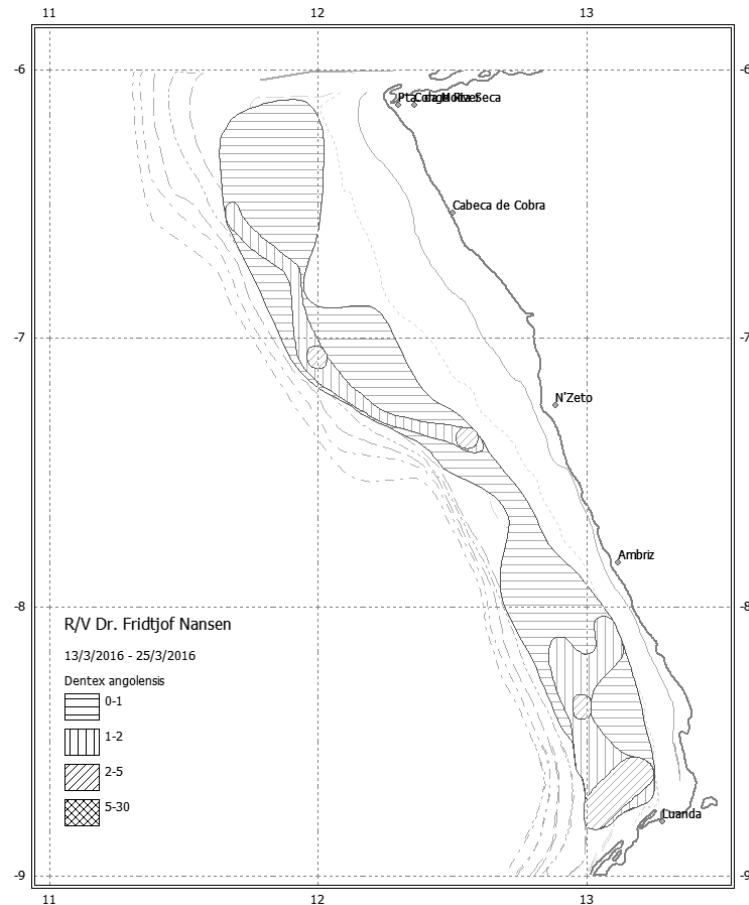 11 12 13
-6 -6
Cabeca de Cobra
-7 -7
N'Zeto
Ambriz
-8 -8
R/V Dr. Fridtjof Nansen
13/3/2016 - 25/3/2016
Dentex angolensis
0-1
1-2
2-5
5-30
Luanda
-9 -9
11 12 13